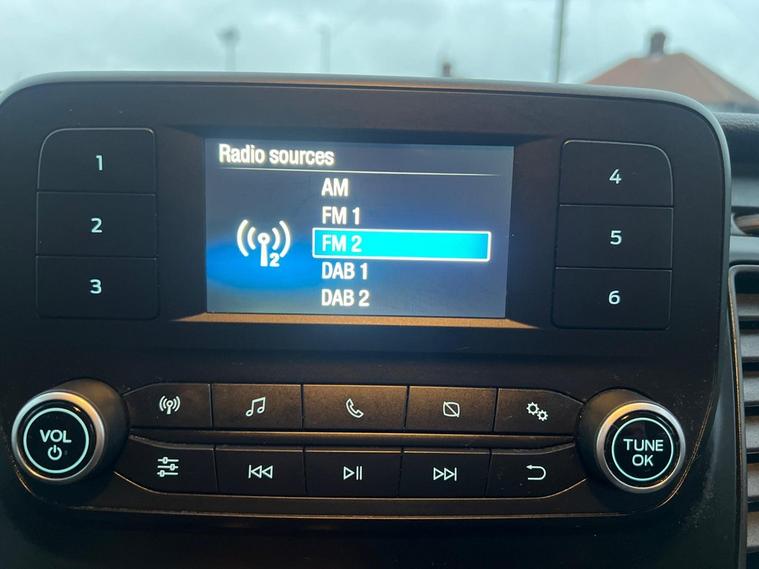 Radio sources
AM
FM 1
FM 2
DAB 1
DAB 2
2
1
2
3
4
5
6
VOL
TUNE
OK